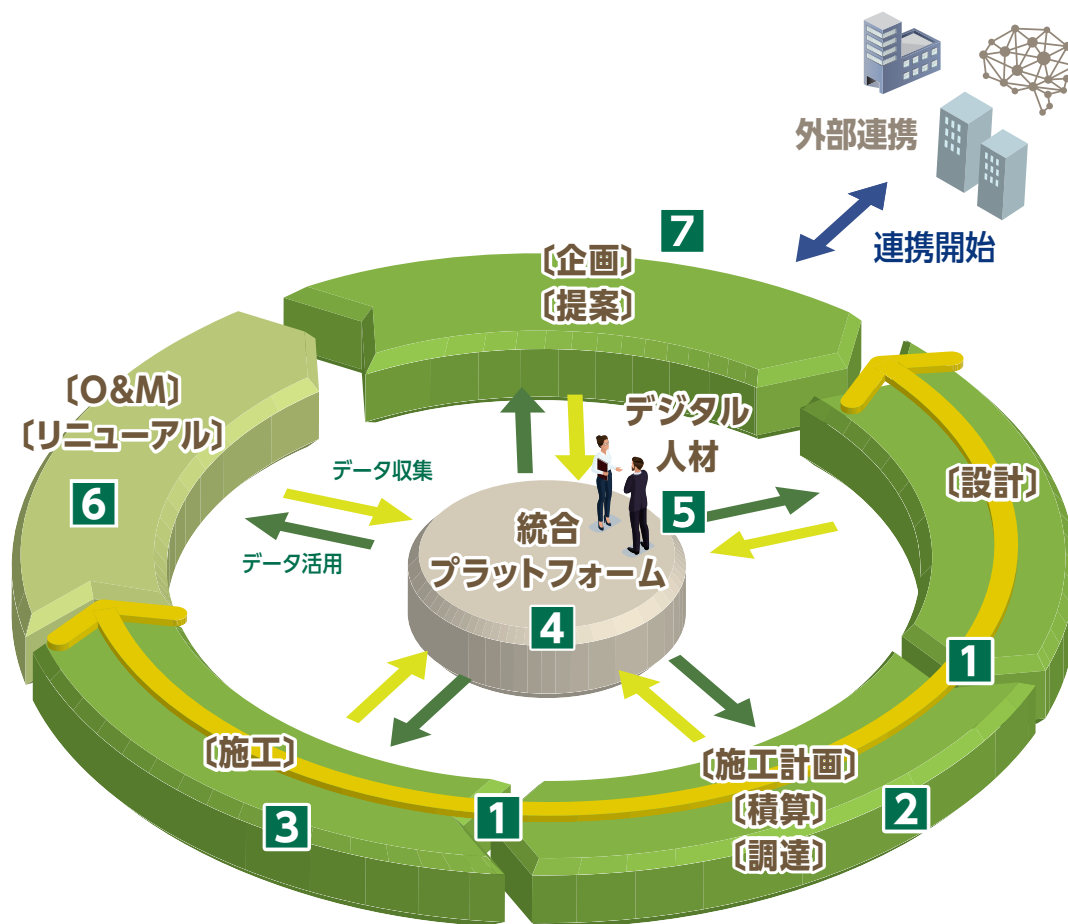 外部連携
連携開始
7
〔企画〕
〔提案〕
〔O&M〕
〔リニューアル〕
6
データ収集
データ活用
デジタル
人材
5
〔設計〕
統合
プラットフォーム
4
1
〔施工〕
3
1
〔施工計画〕
〔積算〕
〔調達〕
2